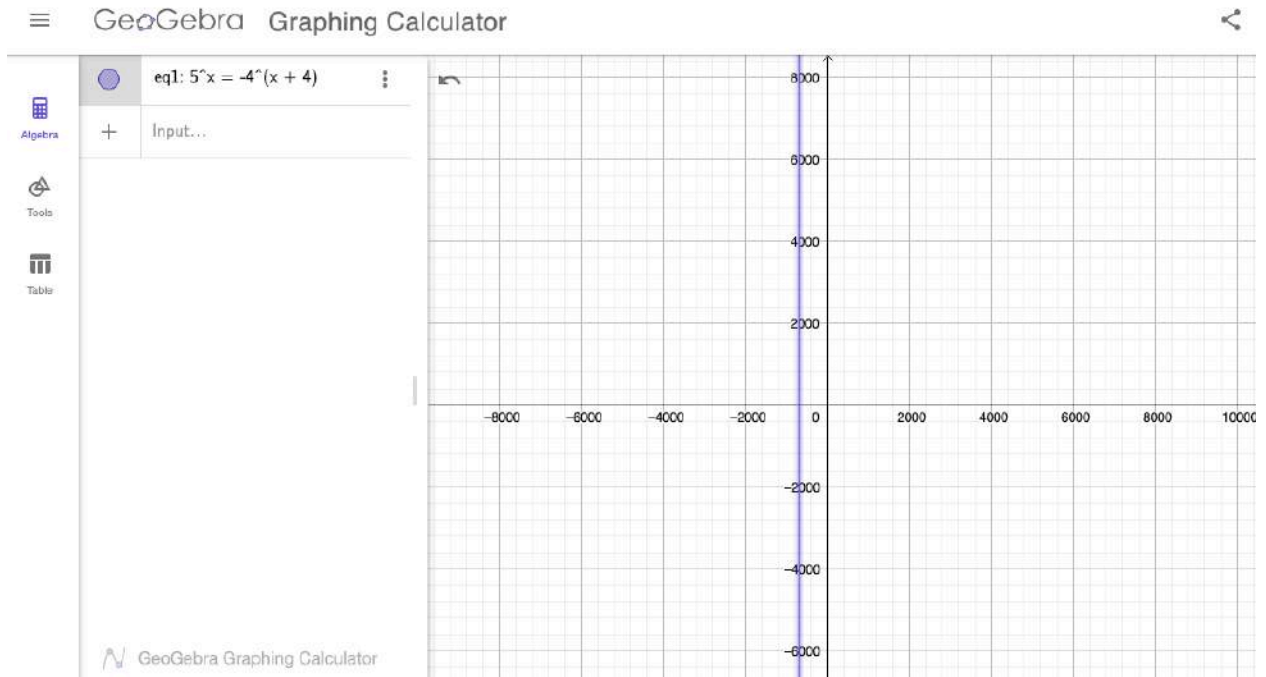 GeoGebra Graphing Calculator
eq1: 5^x = -4^(x + 4)
Input...
Algebra
Tools
Table
8000
6000
4000
2000
-8000 -6000 -4000 -2000 0 2000 4000 6000 8000 10000
-2000
-4000
-6000
GeoGebra Graphing Calculator